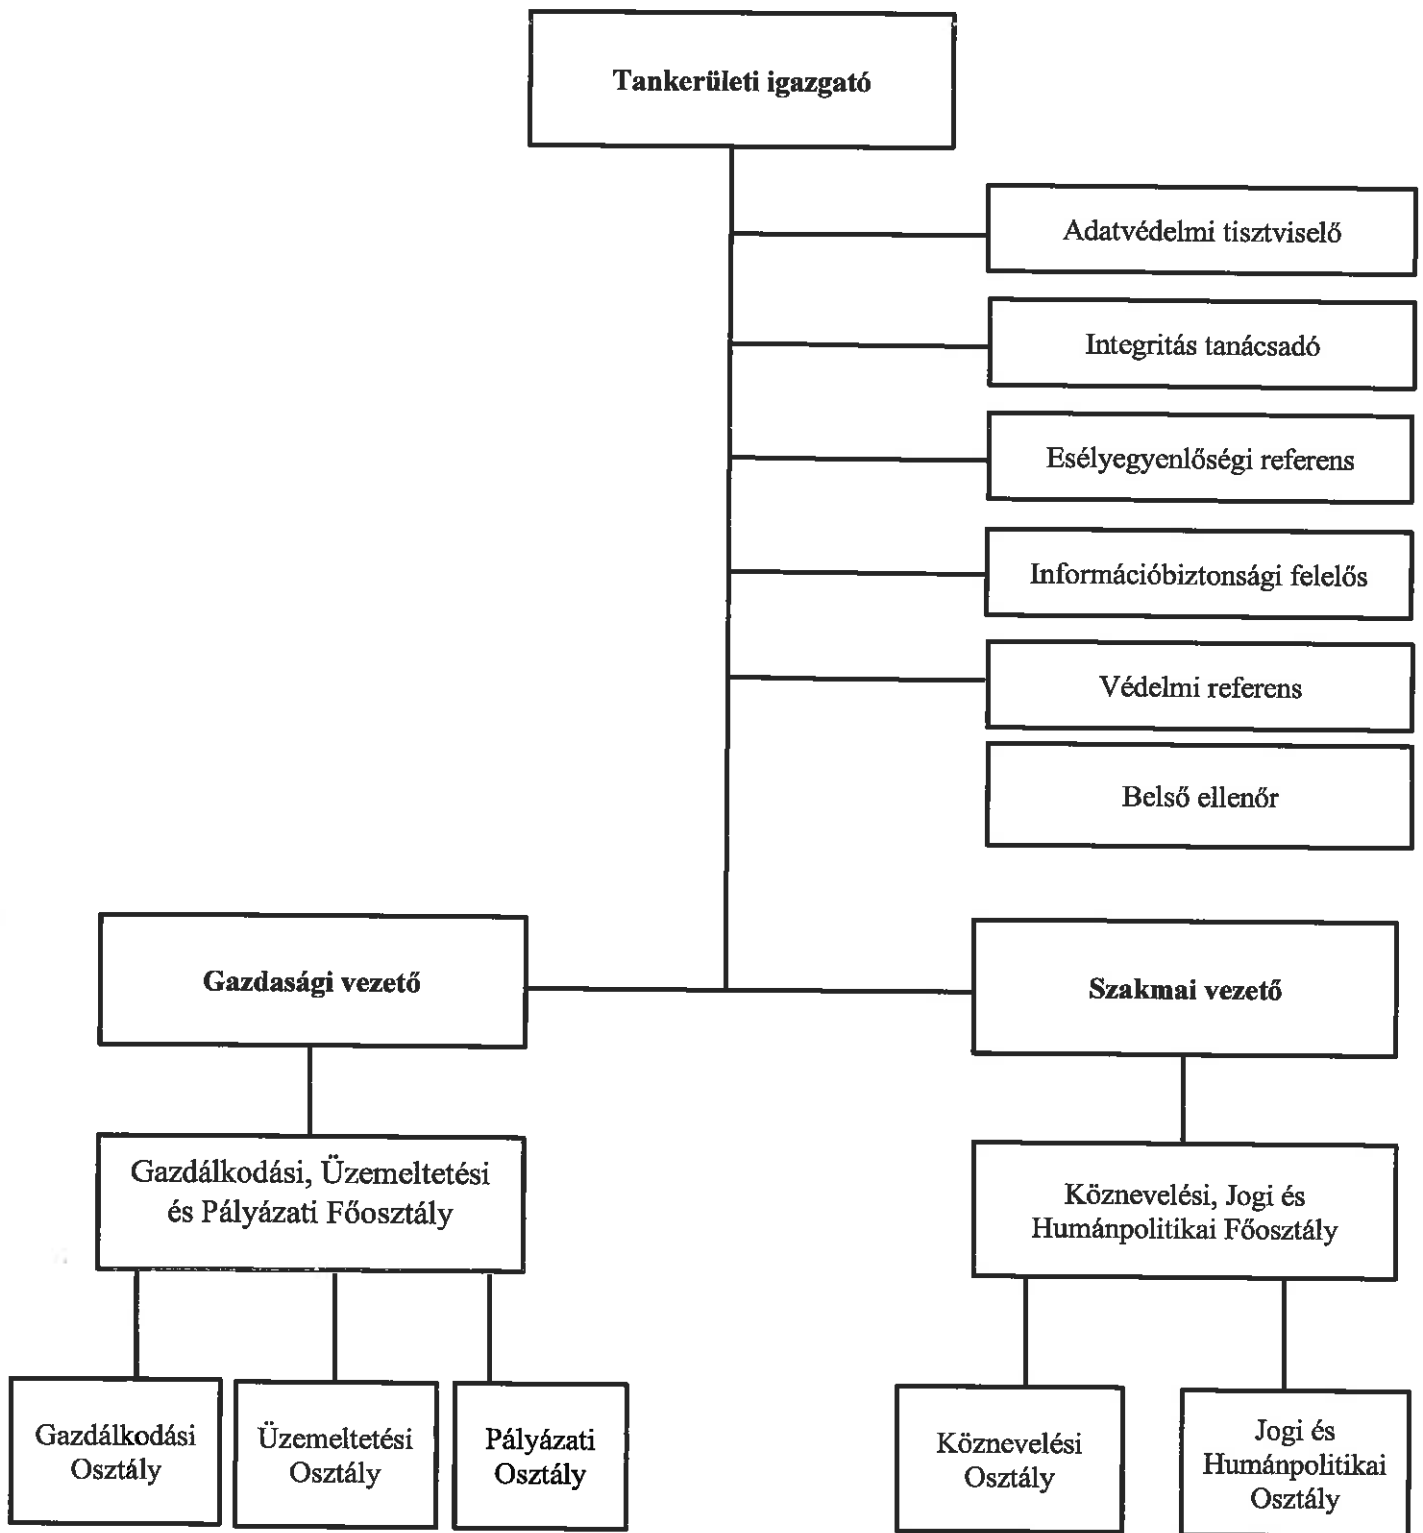 Tankerületi igazgató
Adatvédelmi tisztviselő
Integritás tanácsadó
Esélyegyenlőségi referens
Információbiztonsági felelős
Védelmi referens
Belső ellenőr
Gazdasági vezető
Szakmai vezető
Gazdálkodási, Üzemeltetési
és Pályázati Főosztály
Köznevelési, Jogi és
Humánpolitikai Főosztály
Gazdálkodási
Osztály
Üzemeltetési
Osztály
Pályázati
Osztály
Köznevelési
Osztály
Jogi és
Humánpolitikai
Osztály